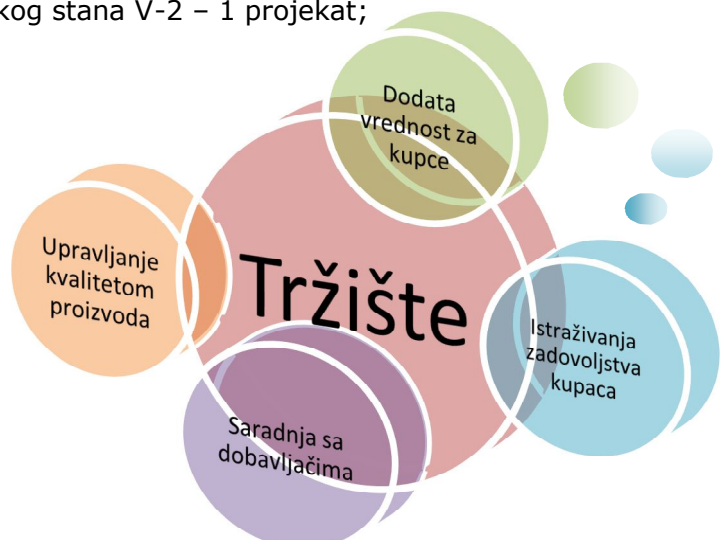 kog stana V-2 – 1 projekat;
Dodata
vrednost za
kupce
Upravljanje
kvalitetom
proizvoda
Tržište
Istraživanja
zadovoljstva
kupaca
Saradnja sa
dobavljačima